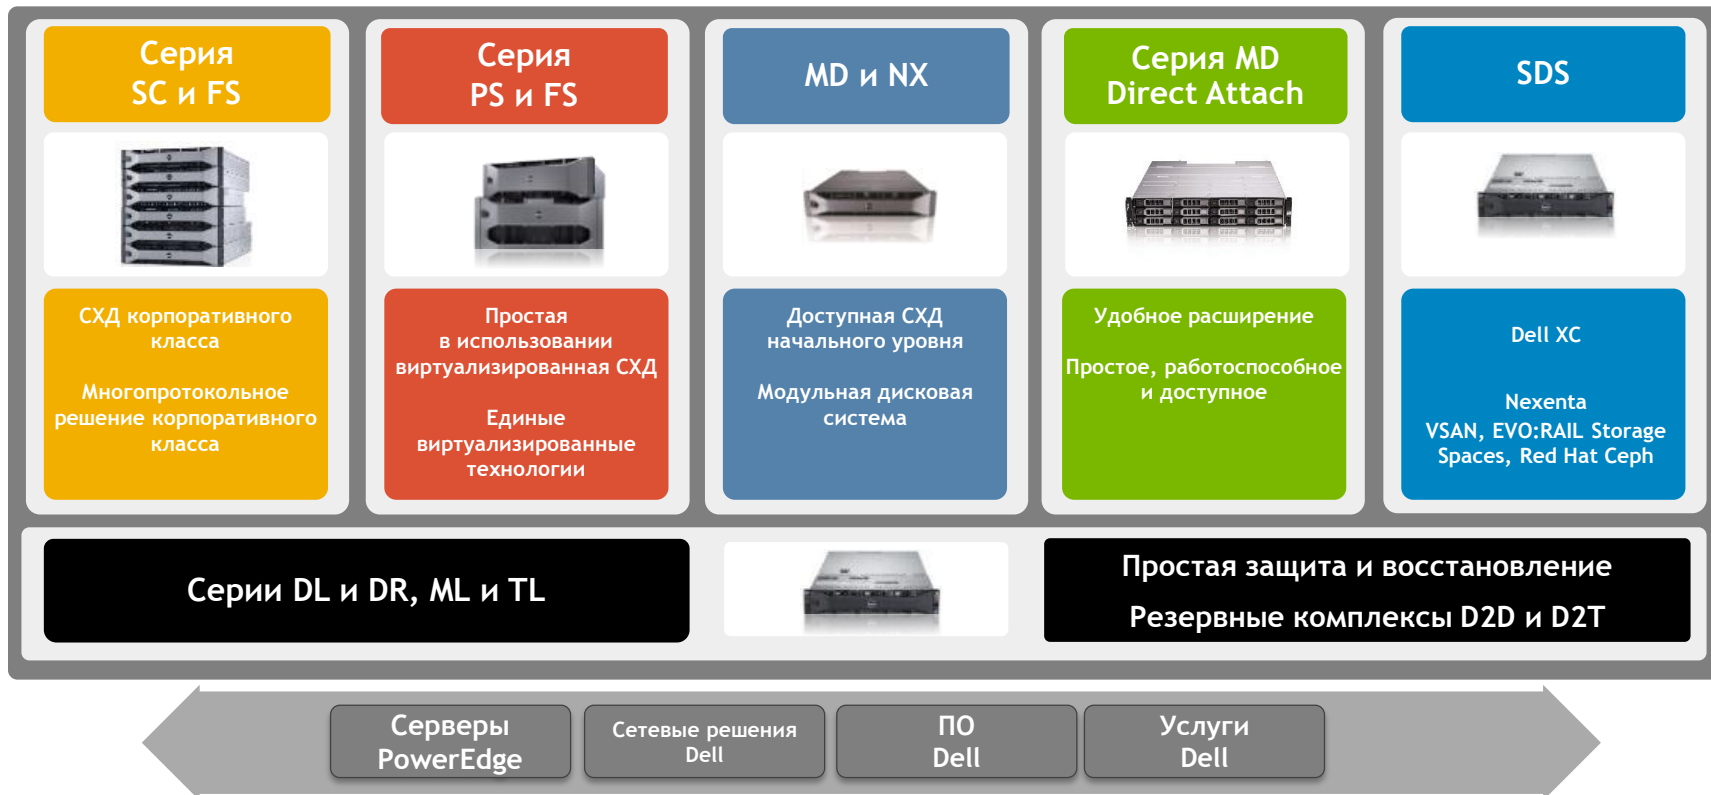 Серия
SC и FS
СХД корпоративного
класса
Многопротокольное
решение корпоративного
класса
Серия
PS и FS
Простая
в использовании
виртуализированная СХД
Единые
виртуализированные
технологии
MD и NX
Доступная СХД
начального уровня
Модульная дисковая
система
Серия MD
Direct Attach
Удобное расширение
Простое, работоспособное
и доступное
SDS
Dell XC
Nexenta
VSAN, EVO:RAIL Storage
Spaces, Red Hat Ceph
Серии DL и DR, ML и TL
Простая защита и восстановление
Резервные комплексы D2D и D2T
Серверы
PowerEdge
Сетевые решения
Dell
ПО
Dell
Услуги
Dell